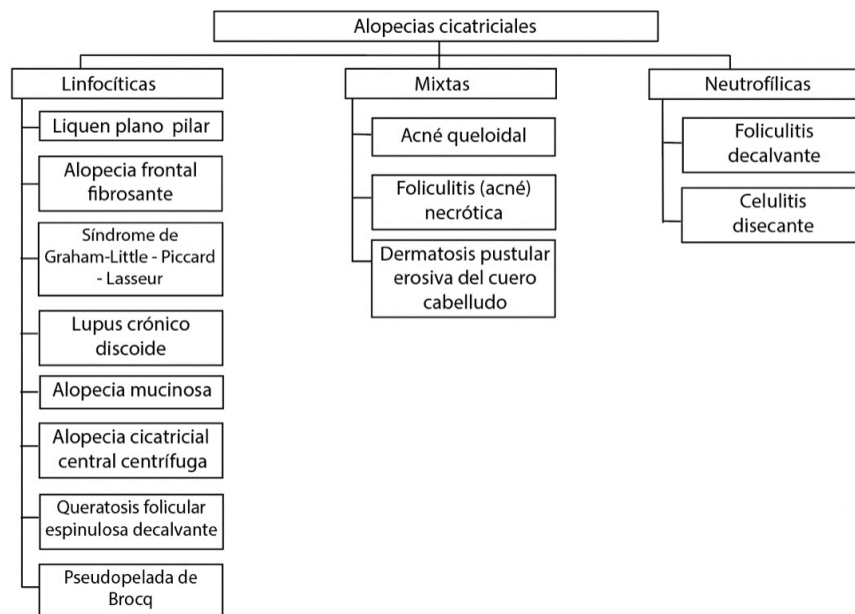 Alopecias cicatriciales
Linfocíticas
Liquen plano pilar
Alopecia frontal
fibrosante
Síndrome de
Graham-Little - Piccard
- Lasseur
Lupus crónico
discoide
Alopecia mucinosa
Alopecia cicatricial
central centrífuga
Queratosis folicular
espinulosa decalvante
Pseudopelada de
Brocq
Mixtas
Acné queloidal
Foliculitis (acné)
necrótica
Dermatosis pustular
erosiva del cuero
cabelludo
Neutrofílicas
Foliculitis
decalvante
Celulitis
disecante